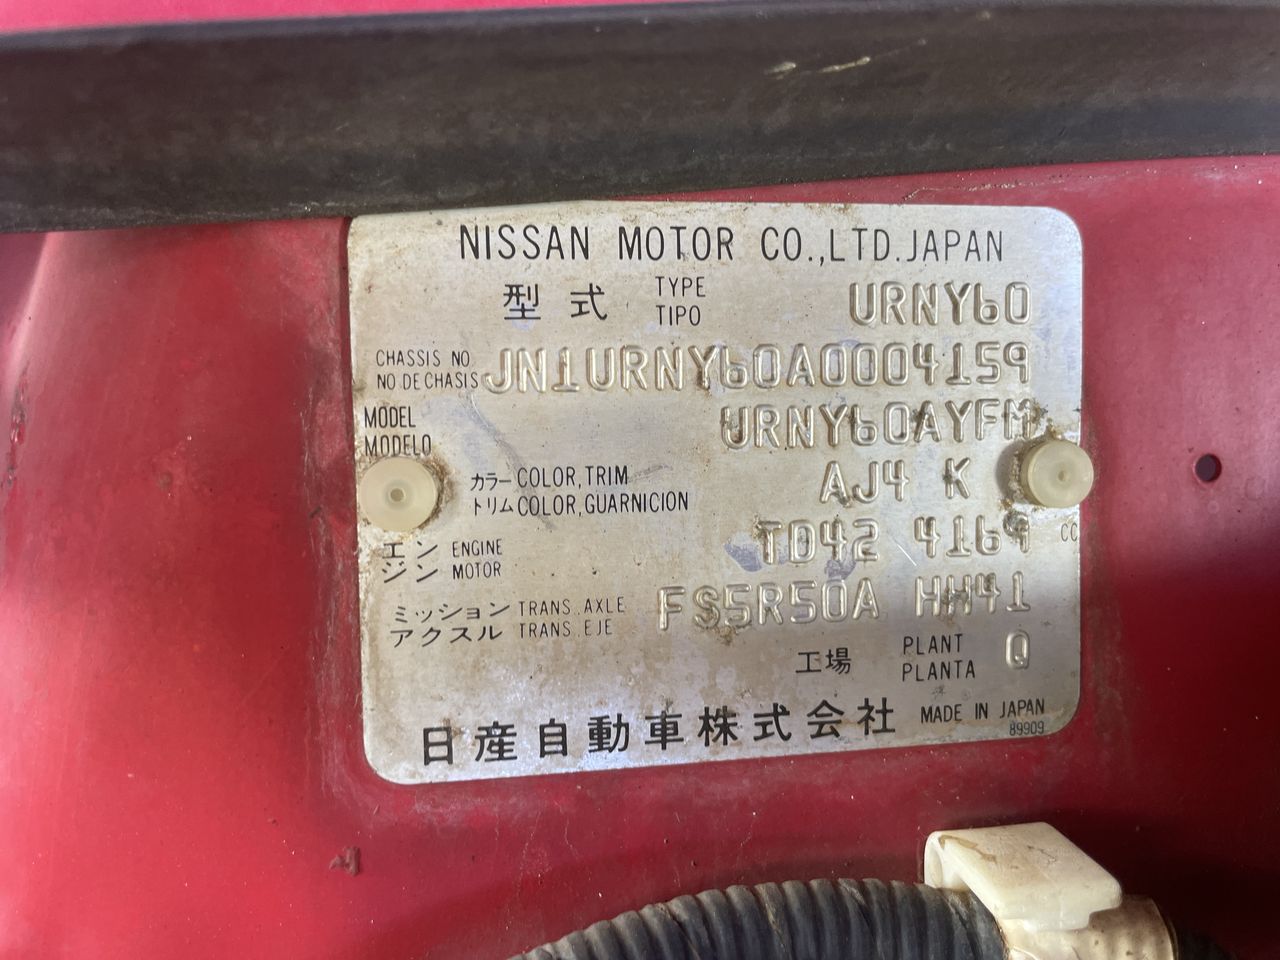 NISSAN MOTOR CO.,LTD.JAPAN
型式 TYPE TIPO URNY60
CHASSIS NO. NO.DE CHASIS JN1URNY60A0004159
MODEL MODELO URNY60AYFM
カラー COLOR,TRIM トリム COLOR,GUARNICION AJ4 K
エンジン ENGINE MOTOR TD42 4169 CC
ミッション TRANS.AXLE アクスル TRANS.EJE FS5R50A HH41
工場 PLANT PLANTA Q
日産自動車株式会社 MADE IN JAPAN
89909